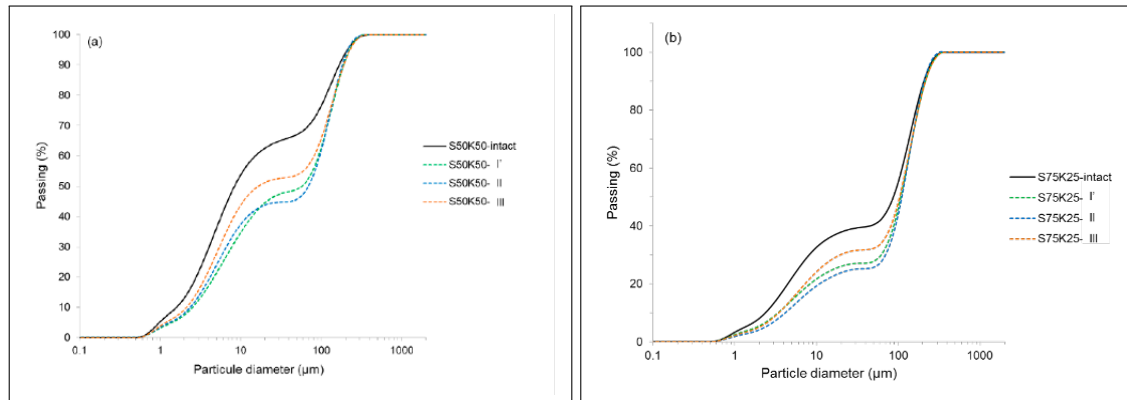 (a)
100
90
80
70
60
50
40
30
20
10
0
Passing (%)
0.1 1 10 100 1000
Particule diameter (µm)
S50K50-intact
S50K50- I'
S50K50- II
S50K50- III
(b)
100
80
60
40
20
0
Passing (%)
0.1 1 10 100 1000
Particle diameter (µm)
S75K25-intact
S75K25- I'
S75K25- II
S75K25- III